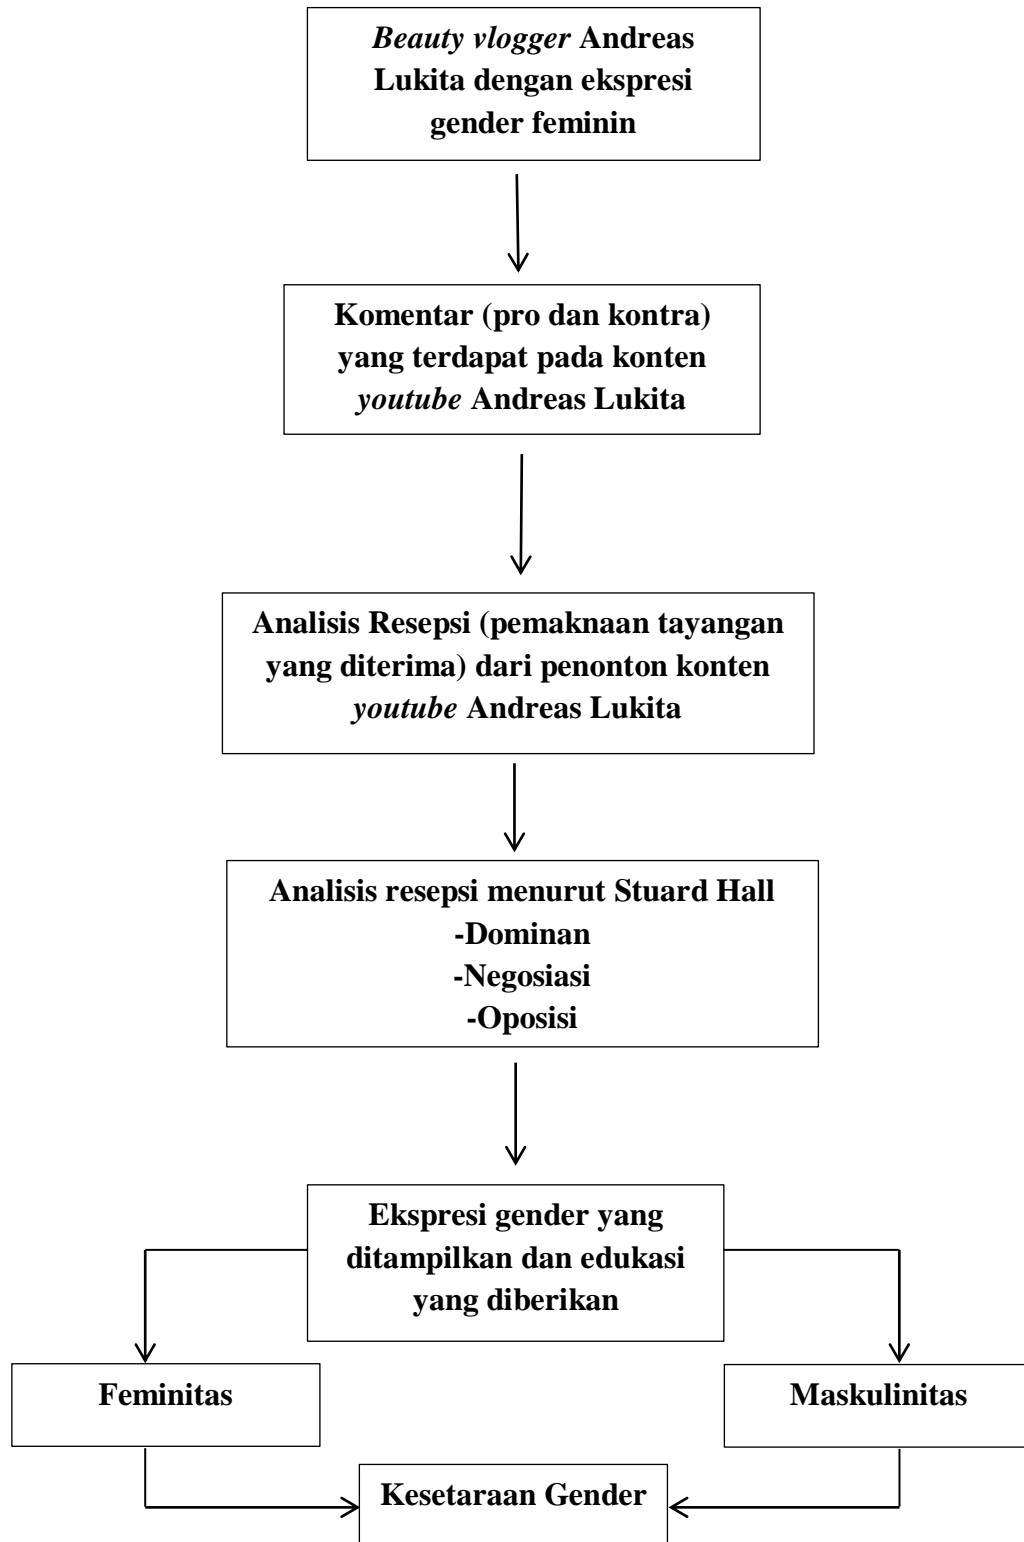 Beauty vlogger Andreas
Lukita dengan ekspresi
gender feminin
Komentar (pro dan kontra)
yang terdapat pada konten
youtube Andreas Lukita
Analisis Resepsi (pemaknaan tayangan
yang diterima) dari penonton konten
youtube Andreas Lukita
Analisis resepsi menurut Stuard Hall
-Dominan
-Negosiasi
-Oposisi
Ekspresi gender yang
ditampilkan dan edukasi
yang diberikan
Feminitas
Maskulinitas
Kesetaraan Gender